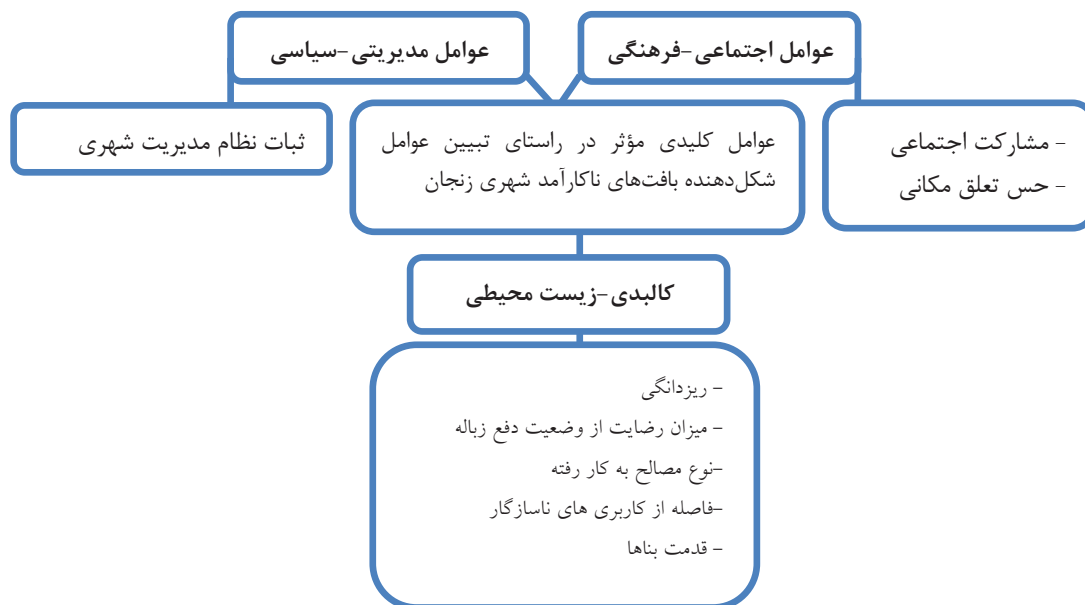 عوامل اجتماعی-فرهنگی
عوامل مدیریتی-سیاسی
- مشارکت اجتماعی
- حس تعلق مکانی
عوامل کلیدی مؤثر در راستای تبیین عوامل
شکل‌دهنده بافت‌های ناکارآمد شهری زنجان
ثبات نظام مدیریت شهری
کالبدی-زیست محیطی
- ریزدانگی
- میزان رضایت از وضعیت دفع زباله
-نوع مصالح به کار رفته
-فاصله از کاربری های ناسازگار
- قدمت بناها